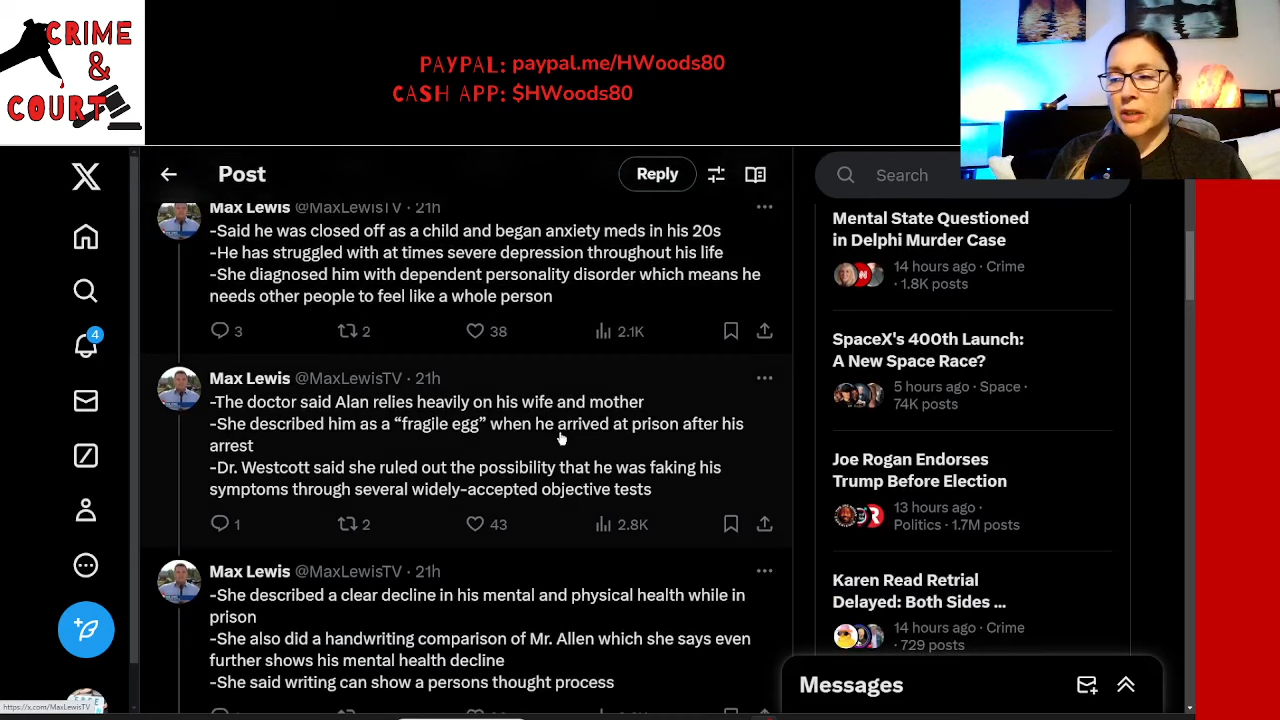 CRIME
&
COURT
PAYPAL: paypal.me/HWoods80
CASH APP: $HWoods80
Post
Reply
Search
Max Lewis @MaxLewisTV · 21h
-Said he was closed off as a child and began anxiety meds in his 20s
-He has struggled with at times severe depression throughout his life
-She diagnosed him with dependent personality disorder which means he
needs other people to feel like a whole person
3 2 38 2.1K
Max Lewis @MaxLewisTV · 21h
-The doctor said Alan relies heavily on his wife and mother
-She described him as a “fragile egg” when he arrived at prison after his
arrest
-Dr. Westcott said she ruled out the possibility that he was faking his
symptoms through several widely-accepted objective tests
1 2 43 2.8K
Max Lewis @MaxLewisTV · 21h
-She described a clear decline in his mental and physical health while in
prison
-She also did a handwriting comparison of Mr. Allen which she says even
further shows his mental health decline
-She said writing can show a persons thought process
Mental State Questioned
in Delphi Murder Case
14 hours ago · Crime
· 1.8K posts
SpaceX's 400th Launch:
A New Space Race?
5 hours ago · Space ·
74K posts
Joe Rogan Endorses
Trump Before Election
13 hours ago ·
Politics · 1.7M posts
Karen Read Retrial
Delayed: Both Sides ...
14 hours ago · Crime
· 729 posts
Messages
4
https://x.com/MaxLewisTV